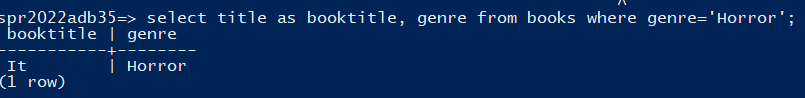 spr2022adb35=> select title as booktitle, genre from books where genre='Horror';
 booktitle | genre
-----------+--------
 It        | Horror
(1 row)